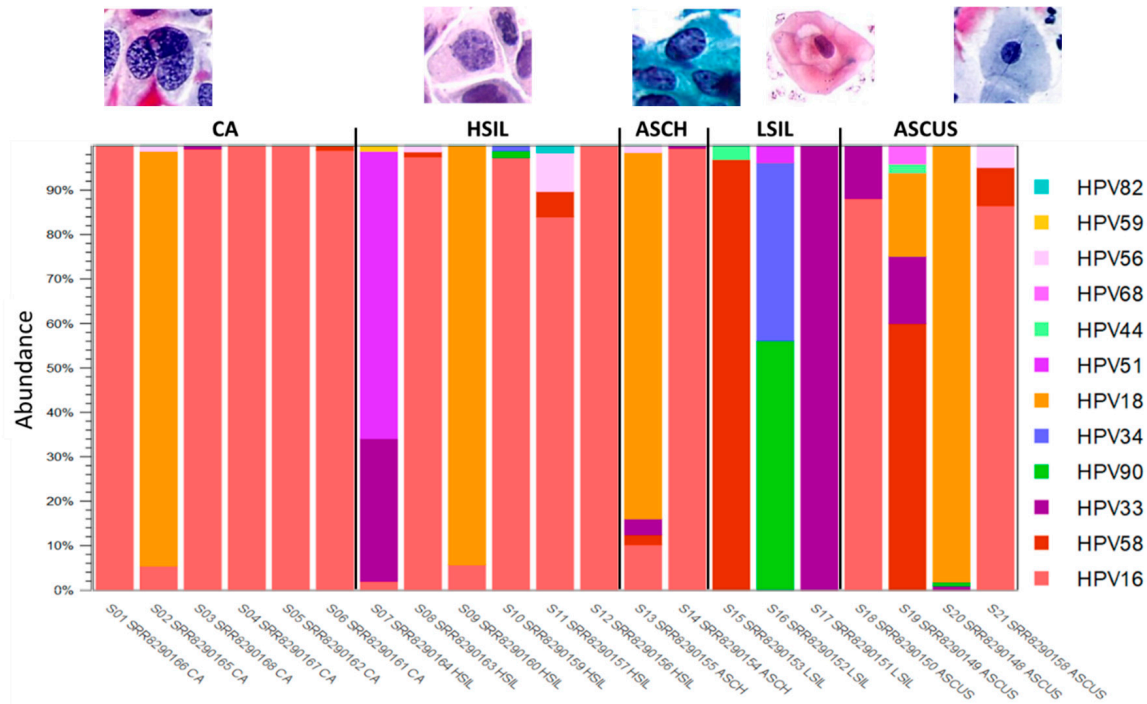 CA HSIL ASCH LSIL ASCUS
Abundance
90%
80%
70%
60%
50%
40%
30%
20%
10%
0%
HPV82
HPV59
HPV56
HPV68
HPV44
HPV51
HPV18
HPV34
HPV90
HPV33
HPV58
HPV16
S01 SRR8290166 CA
S02 SRR8290165 CA
S03 SRR8290168 CA
S04 SRR8290167 CA
S05 SRR8290162 CA
S06 SRR8290161 CA
S07 SRR8290164 HSIL
S08 SRR8290163 HSIL
S09 SRR8290160 HSIL
S10 SRR8290159 HSIL
S11 SRR8290157 HSIL
S12 SRR8290156 HSIL
S13 SRR8290155 ASCH
S14 SRR8290154 ASCH
S15 SRR8290153 LSIL
S16 SRR8290152 LSIL
S17 SRR8290151 LSIL
S18 SRR8290150 ASCUS
S19 SRR8290149 ASCUS
S20 SRR8290148 ASCUS
S21 SRR8290158 ASCUS